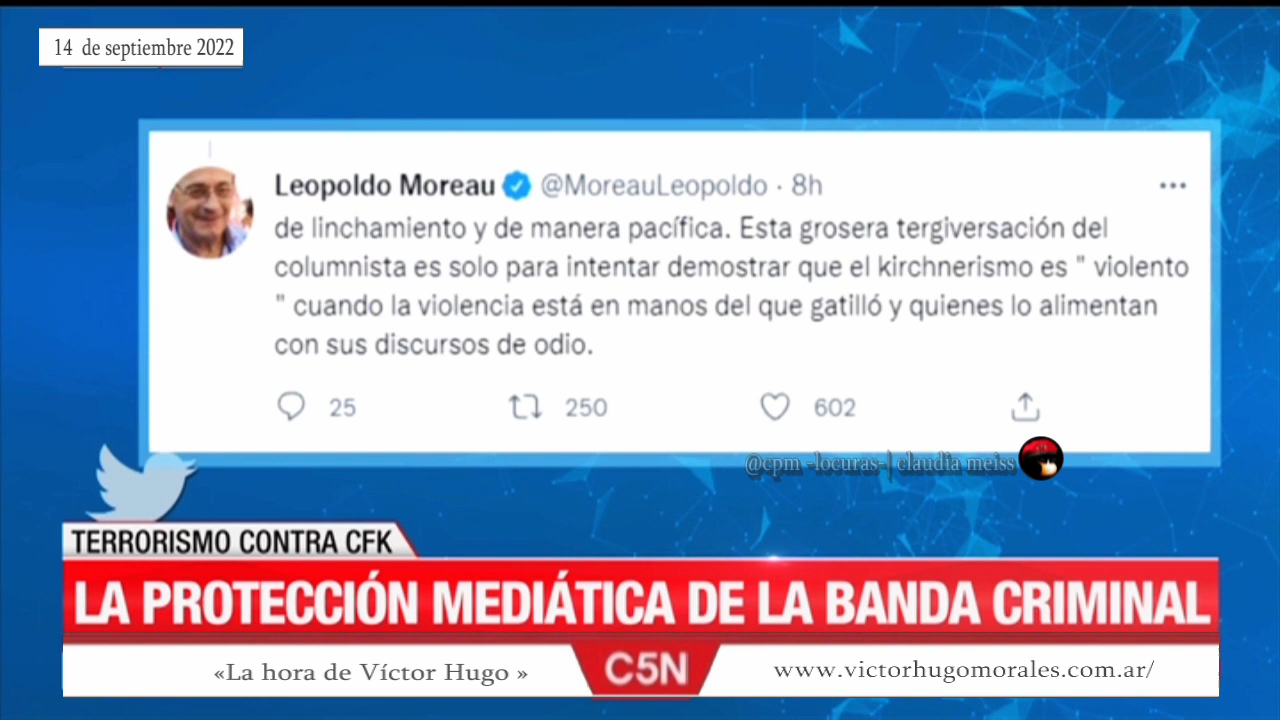 14 de septiembre 2022
Leopoldo Moreau @MoreauLeopoldo · 8h
de linchamiento y de manera pacífica. Esta grosera tergiversación del
columnista es solo para intentar demostrar que el kirchnerismo es " violento
" cuando la violencia está en manos del que gatilló y quienes lo alimentan
con sus discursos de odio.
25 250 602
@cpm -locuras-| claudia meiss
TERRORISMO CONTRA CFK
LA PROTECCIÓN MEDIÁTICA DE LA BANDA CRIMINAL
«La hora de Víctor Hugo » C5N www.victorhugomorales.com.ar/